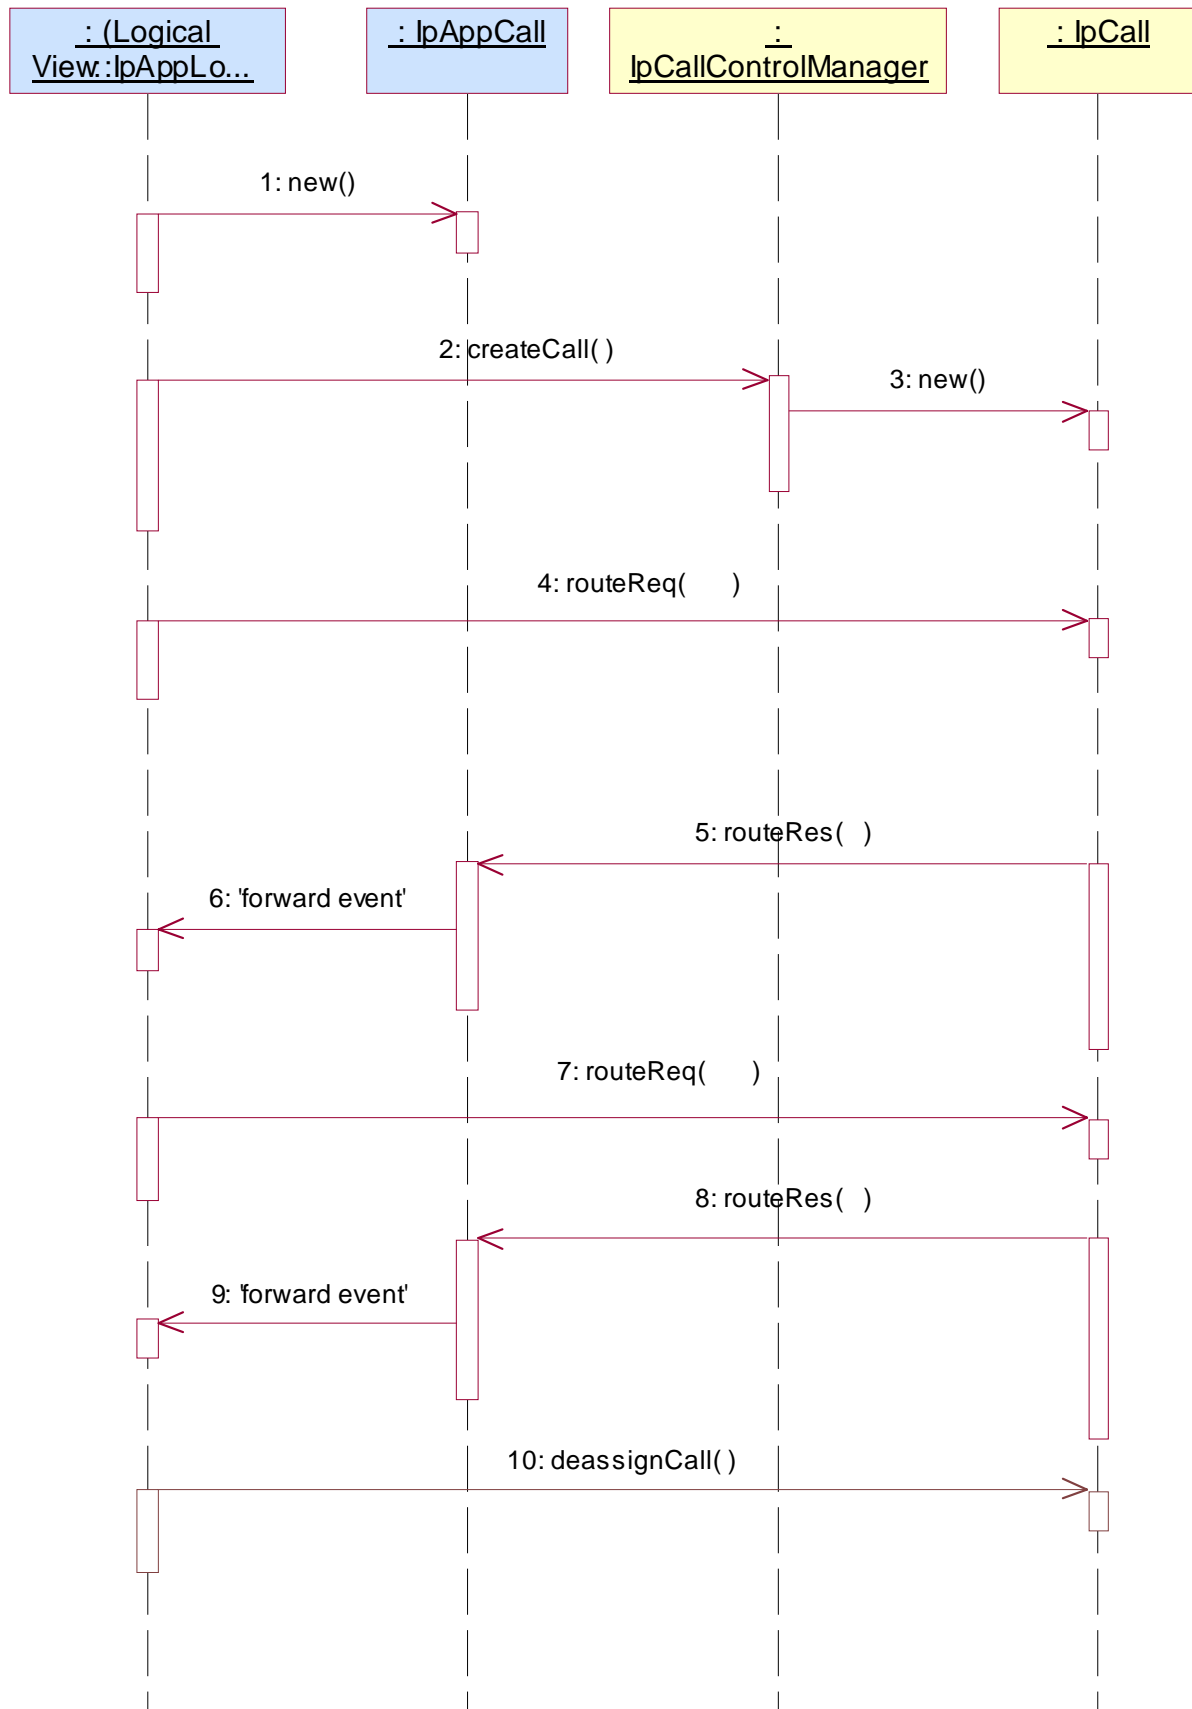 : (Logical
View::IpAppLo...
: IpAppCall
:
IpCallControlManager
: IpCall
1: new()
2: createCall( )
3: new()
4: routeReq( )
5: routeRes( )
6: 'forward event'
7: routeReq( )
8: routeRes( )
9: 'forward event'
10: deassignCall( )